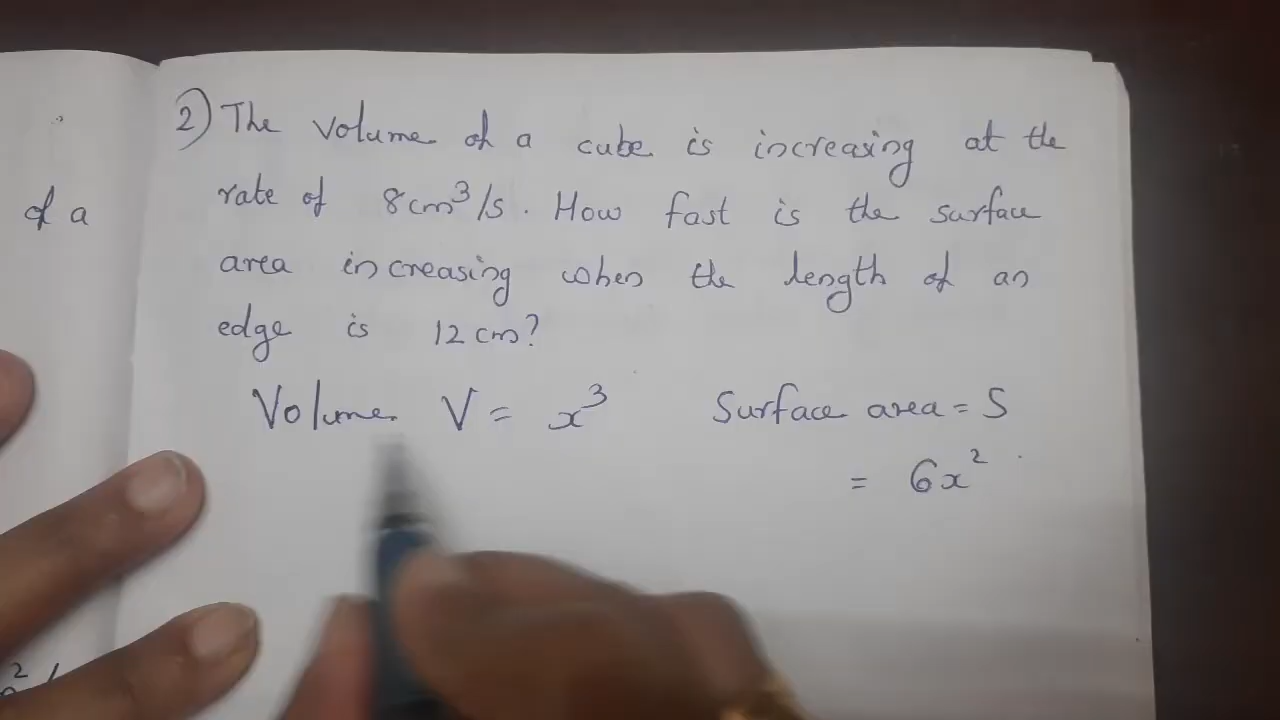 2) The volume of a cube is increasing at the
rate of 8cm³/s. How fast is the surface
area increasing when the length of an
edge is 12 cm?
Volume V = x³ Surface area = S
= 6x²
of a